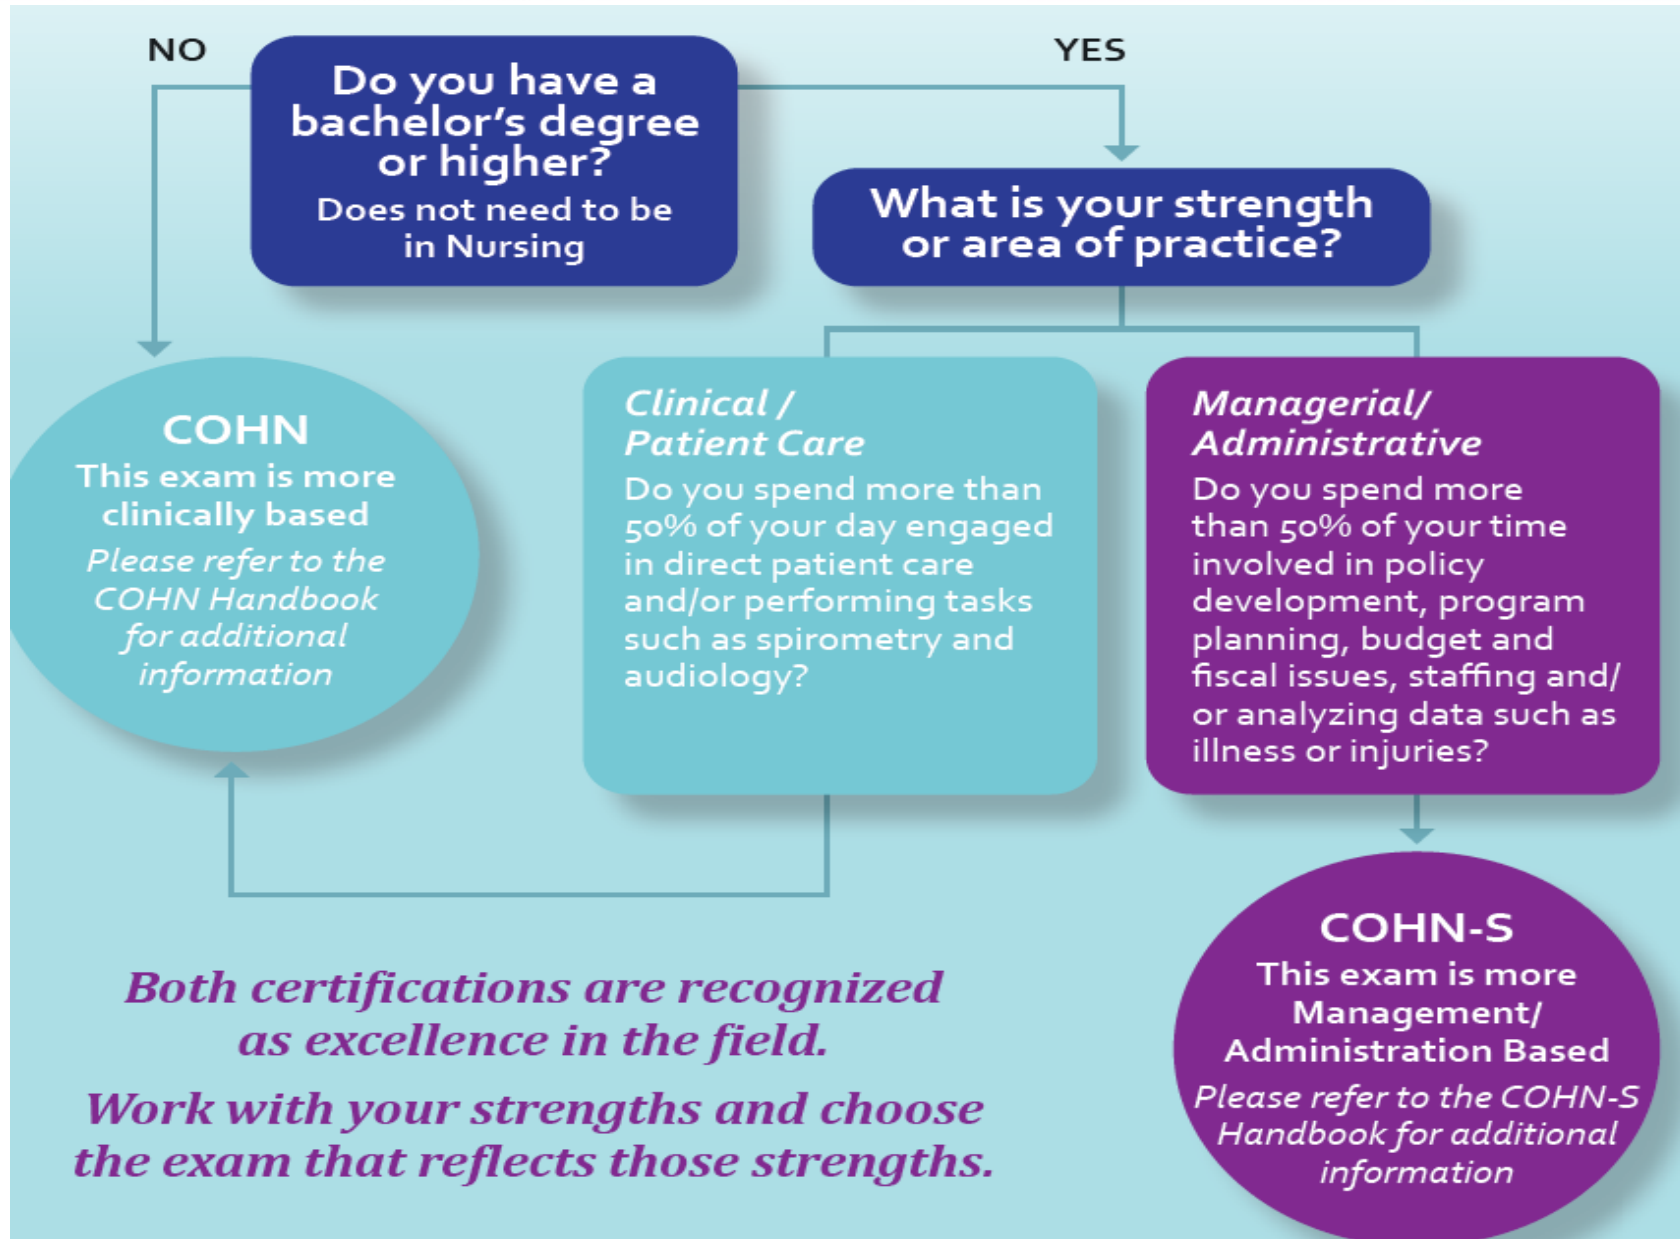 NO
Do you have a
bachelor's degree
or higher?
Does not need to be
in Nursing
YES
What is your strength
or area of practice?
COHN
This exam is more
clinically based
Please refer to the
COHN Handbook
for additional
information
Clinical /
Patient Care
Do you spend more than
50% of your day engaged
in direct patient care
and/or performing tasks
such as spirometry and
audiology?
Managerial/
Administrative
Do you spend more
than 50% of your time
involved in policy
development, program
planning, budget and
fiscal issues, staffing and/
or analyzing data such as
illness or injuries?
COHN-S
This exam is more
Management/
Administration Based
Please refer to the COHN-S
Handbook for additional
information
Both certifications are recognized
as excellence in the field.
Work with your strengths and choose
the exam that reflects those strengths.